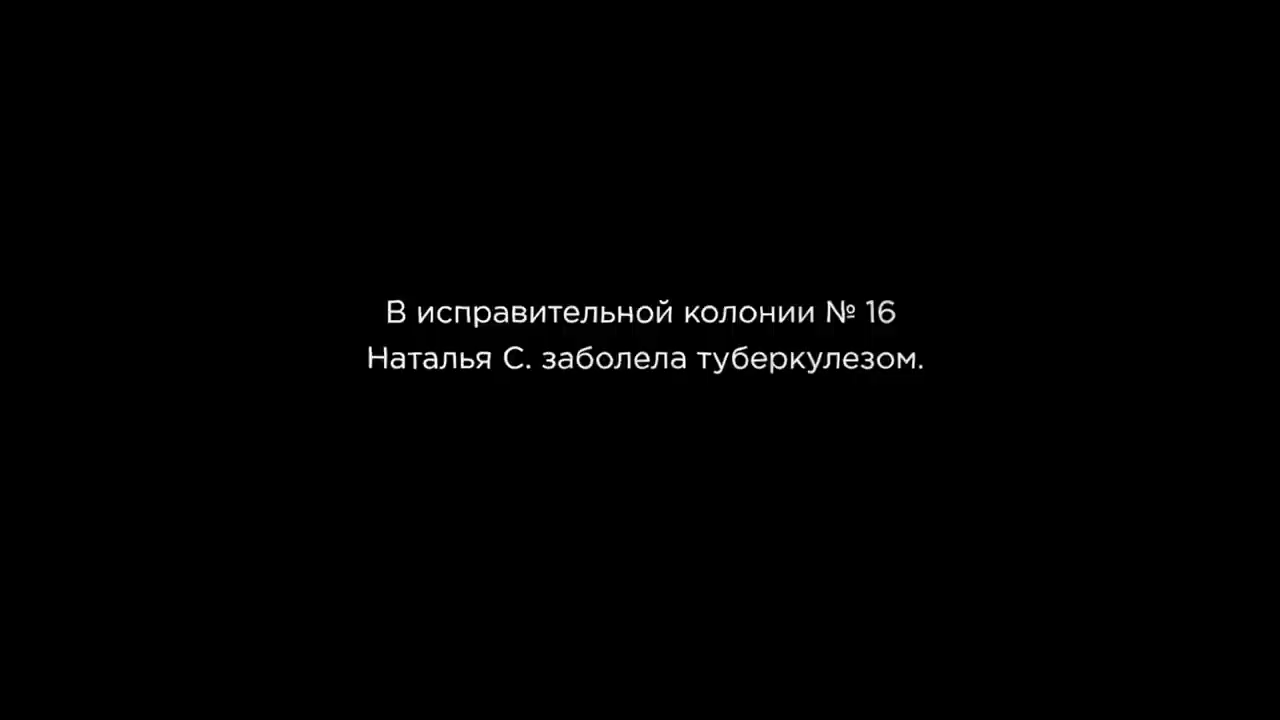 В исправительной колонии № 16
Наталья С. заболела туберкулезом.